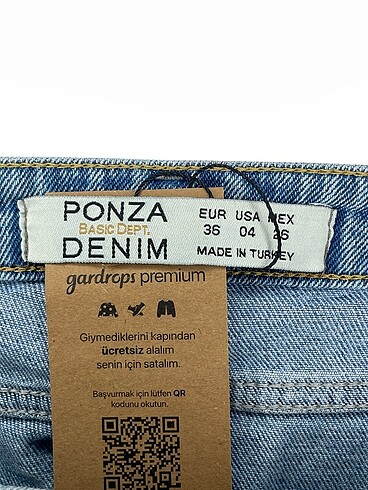 PONZA
BASIC DEPT.
DENIM
EUR USA MEX
36 04 26
MADE IN TURKEY
gardrops premium
Giymediklerini kapından
ücretsiz alalım
senin için satalım.
Başvurmak için lütfen QR
kodunu okutun.